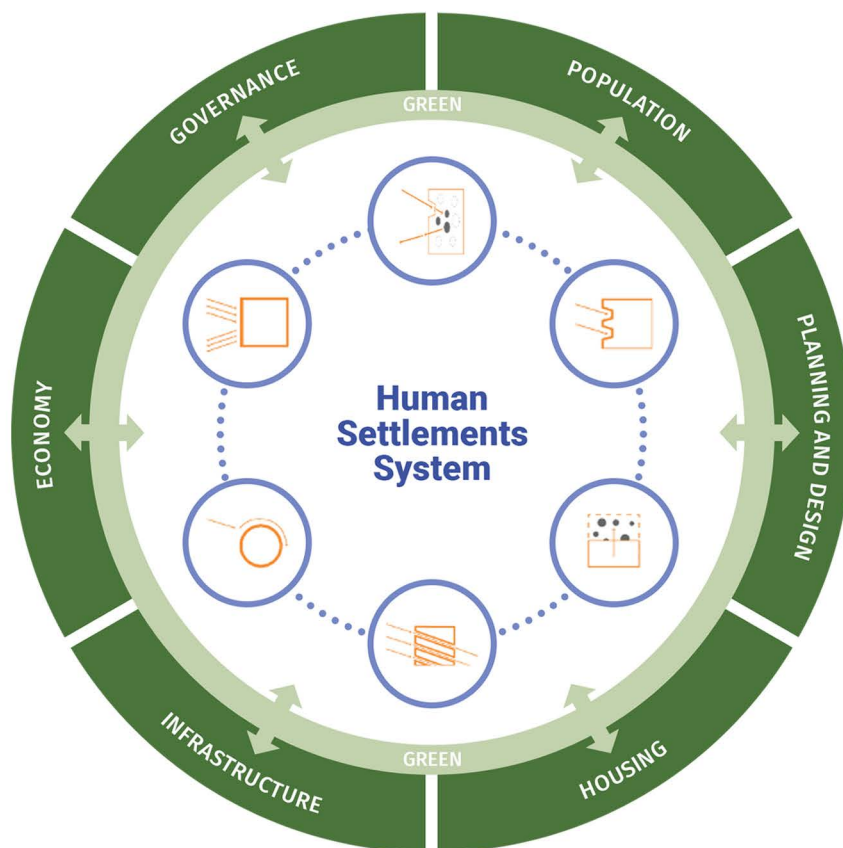 GOVERNANCE
POPULATION
GREEN
PLANNING AND DESIGN
ECONOMY
Human
Settlements
System
INFRASTRUCTURE
HOUSING
GREEN